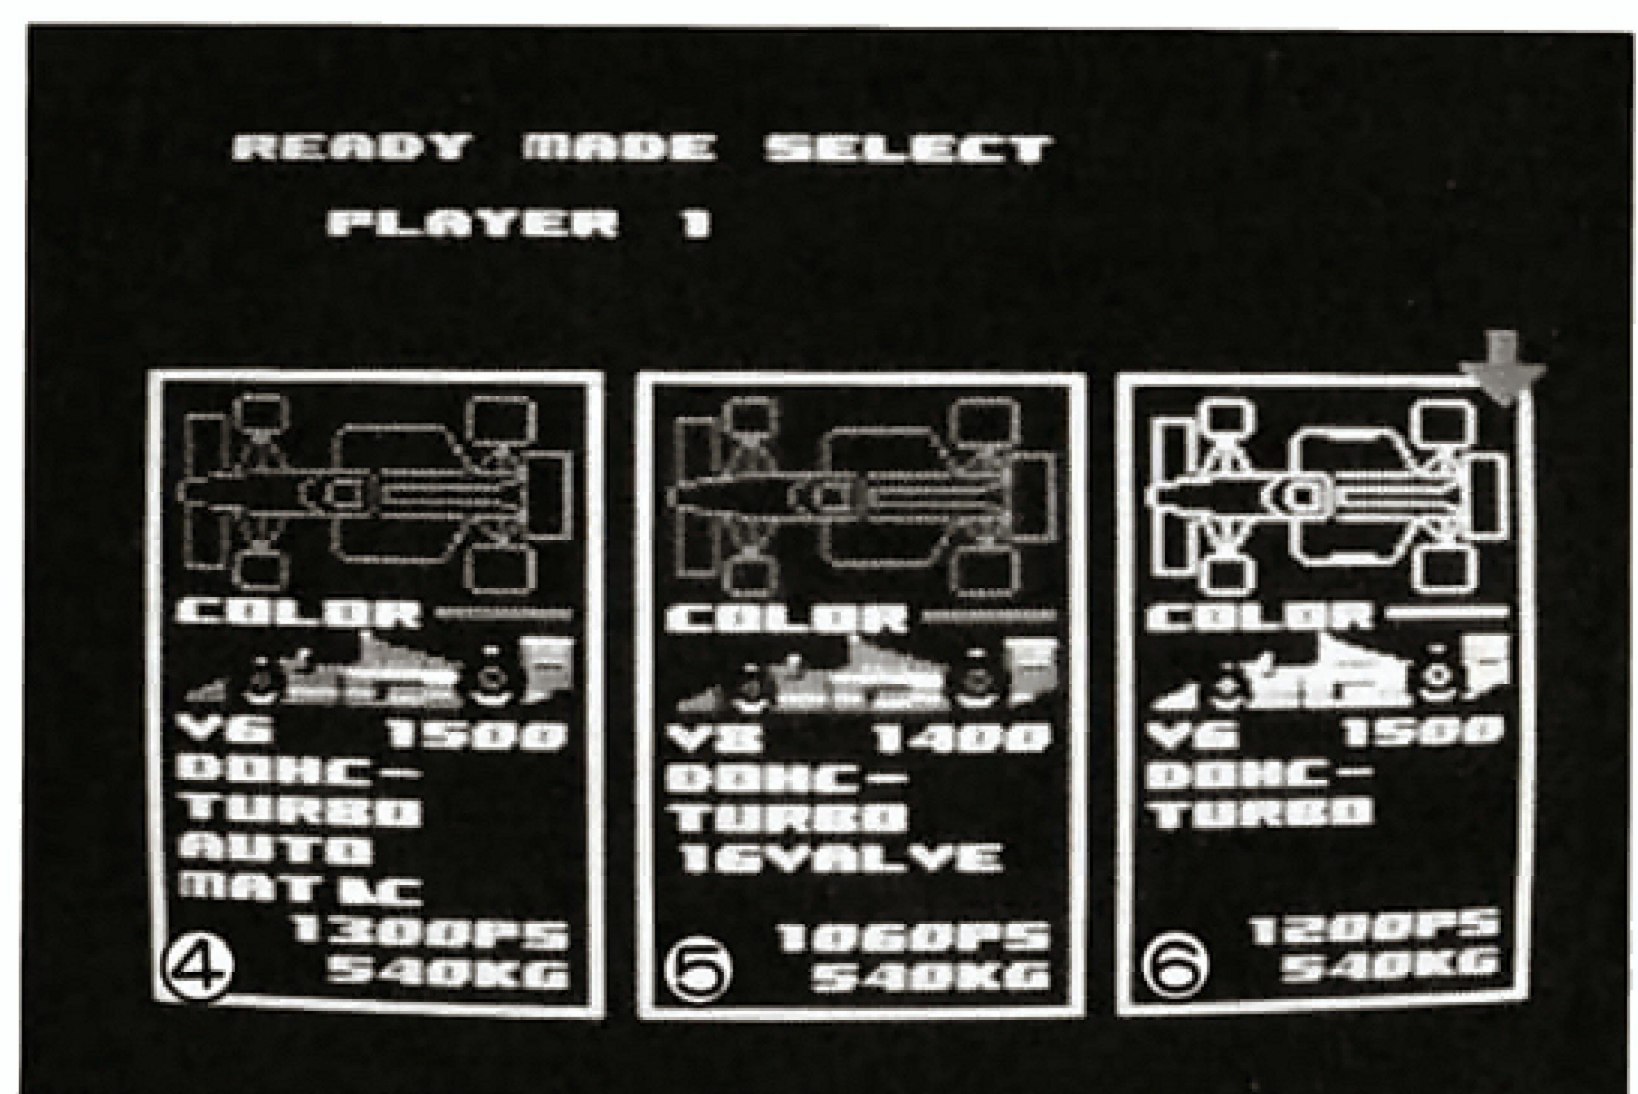 READY MADE SELECT
PLAYER 1
COLOR
V6 1500
DOHC-
TURBO
AUTO
MATIC
1300PS
540KG
④
COLOR
V8 1400
DOHC-
TURBO
16VALVE
1060PS
540KG
⑤
COLOR
V6 1500
DOHC-
TURBO
1200PS
540KG
⑥